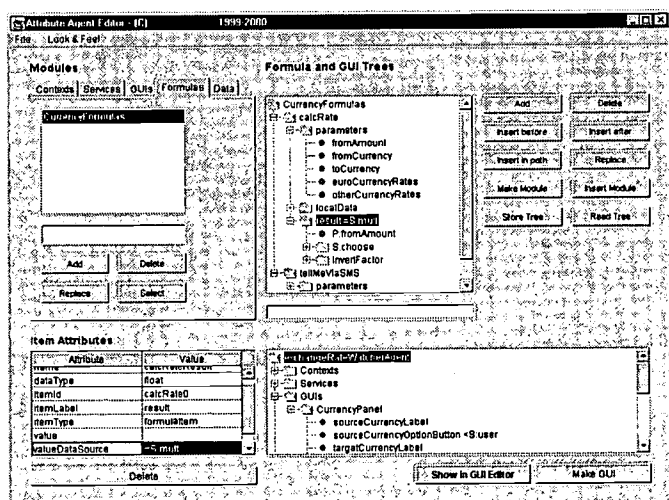 Attribute Agent Editor - (C) 1999-2000
File Look & Feel
Modules
Contexts Services GUIs Formulas Data
CurrencyFormulas
Add Delete
Replace Select
Formula and GUI Trees
CurrencyFormulas
calcRate
parameters
fromAmount
fromCurrency
toCurrency
euroCurrencyRates
otherCurrencyRates
localData
result=S.mult
P.fromAmount
S.choose
invertFactor
tellMeViaSMS
parameters
Add Delete
Insert before Insert after
Insert in path Replace
Make Module Insert Module
Store Tree Read Tree
Item Attributes
Attribute Value
name calcRateResult
dataType float
itemId calcRate0
itemLabel result
itemType formulaItem
value
valueDataSource =S.mult
Delete
exchangeRateWatcherAgent
Contexts
Services
GUIs
CurrencyPanel
sourceCurrencyLabel
sourceCurrencyOptionButton <S:user
targetCurrencyLabel
Show in GUI Editor Make GUI